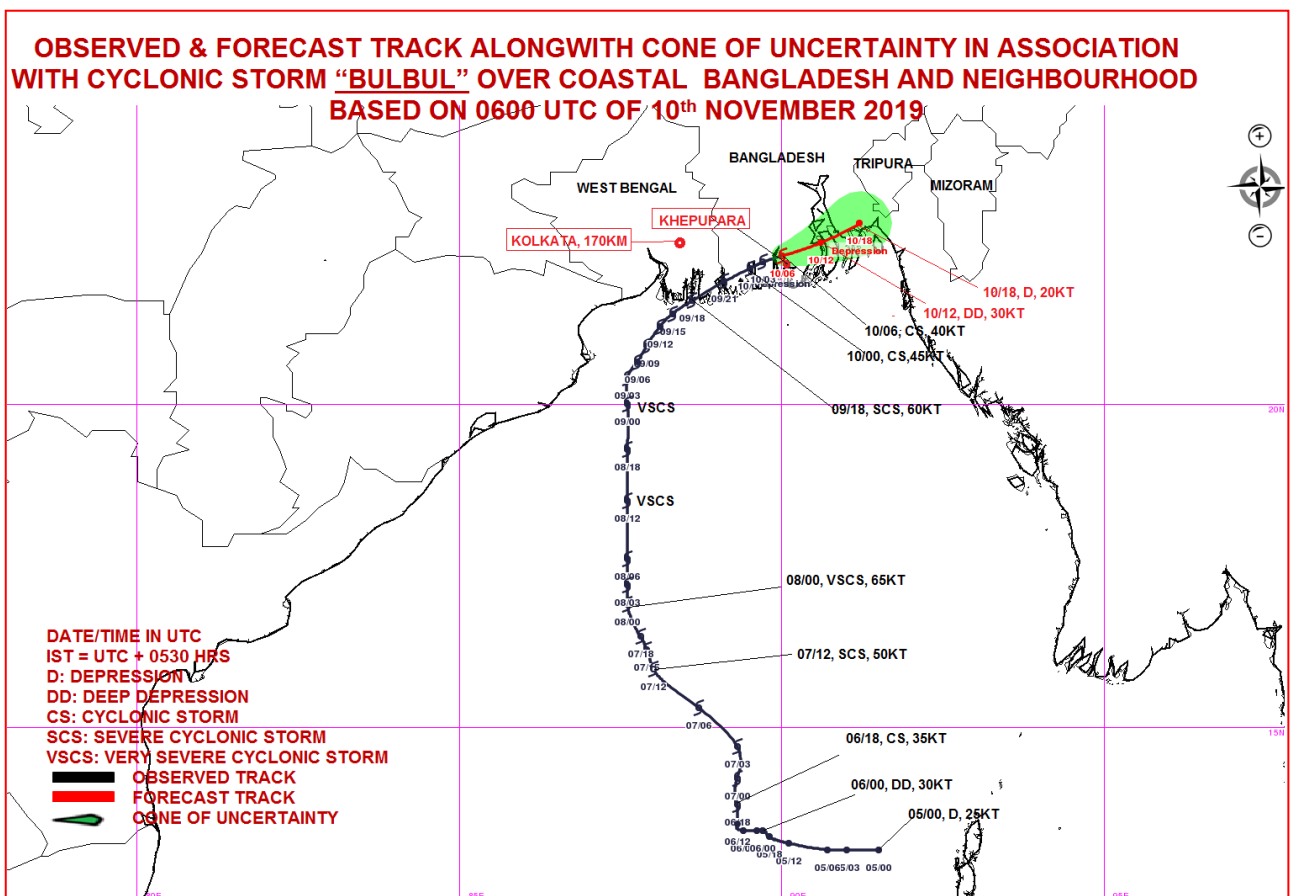 OBSERVED & FORECAST TRACK ALONGWITH CONE OF UNCERTAINTY IN ASSOCIATION
WITH CYCLONIC STORM “BULBUL” OVER COASTAL BANGLADESH AND NEIGHBOURHOOD
BASED ON 0600 UTC OF 10th NOVEMBER 2019
BANGLADESH
TRIPURA
WEST BENGAL
MIZORAM
KHEPUPARA
KOLKATA, 170KM
10/18
Depression
10/12
10/06
10/03
09/21
09/18
09/15
09/12
09/09
09/06
09/03
VSCS
09/00
08/18
VSCS
08/12
08/06
08/03
08/00
07/18
07/12
07/06
07/03
07/00
06/18
06/12
06/00
05/18
05/12
05/06
05/03
05/00
10/18, D, 20KT
10/12, DD, 30KT
10/06, CS, 40KT
10/00, CS,45KT
09/18, SCS, 60KT
20N
08/00, VSCS, 65KT
07/12, SCS, 50KT
15N
06/18, CS, 35KT
06/00, DD, 30KT
05/00, D, 25KT
DATE/TIME IN UTC
IST = UTC + 0530 HRS
D: DEPRESSION
DD: DEEP DEPRESSION
CS: CYCLONIC STORM
SCS: SEVERE CYCLONIC STORM
VSCS: VERY SEVERE CYCLONIC STORM
OBSERVED TRACK
FORECAST TRACK
CONE OF UNCERTAINTY
80E
85E
90E
95E